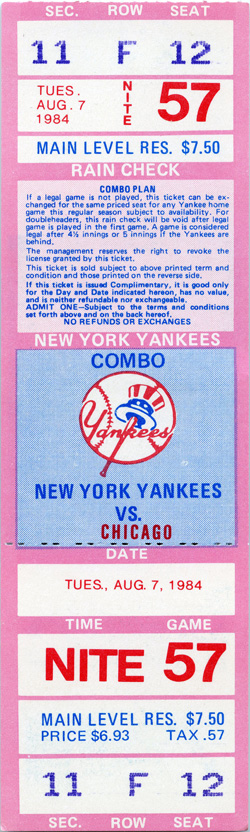 SEC. ROW SEAT
11 F 12
TUES.
AUG. 7
1984
NITE
57
MAIN LEVEL RES. $7.50
RAIN CHECK
COMBO PLAN
If a legal game is not played, this ticket can be ex-
changed for the same priced seat for any Yankee home
game this regular season subject to availability. For
doubleheaders, this rain check will be void after legal
game is played in the first game. A game is considered
legal after 4½ innings or 5 innings if the Yankees are
behind.
The management reserves the right to revoke the
license granted by this ticket.
This ticket is sold subject to above printed term and
condition and those printed on the reverse side.
If this ticket is issued Complimentary, it is good only
for the Day and Date indicated hereon, has no value,
and is neither refundable nor exchangeable.
ADMIT ONE—Subject to the terms and conditions
set forth above and on the back hereof.
NO REFUNDS OR EXCHANGES
NEW YORK YANKEES
COMBO
Yankees
NEW YORK YANKEES
VS.
CHICAGO
DATE
TUES., AUG. 7, 1984
TIME GAME
NITE 57
MAIN LEVEL RES. $7.50
PRICE $6.93 TAX .57
11 F 12
SEC. ROW SEAT